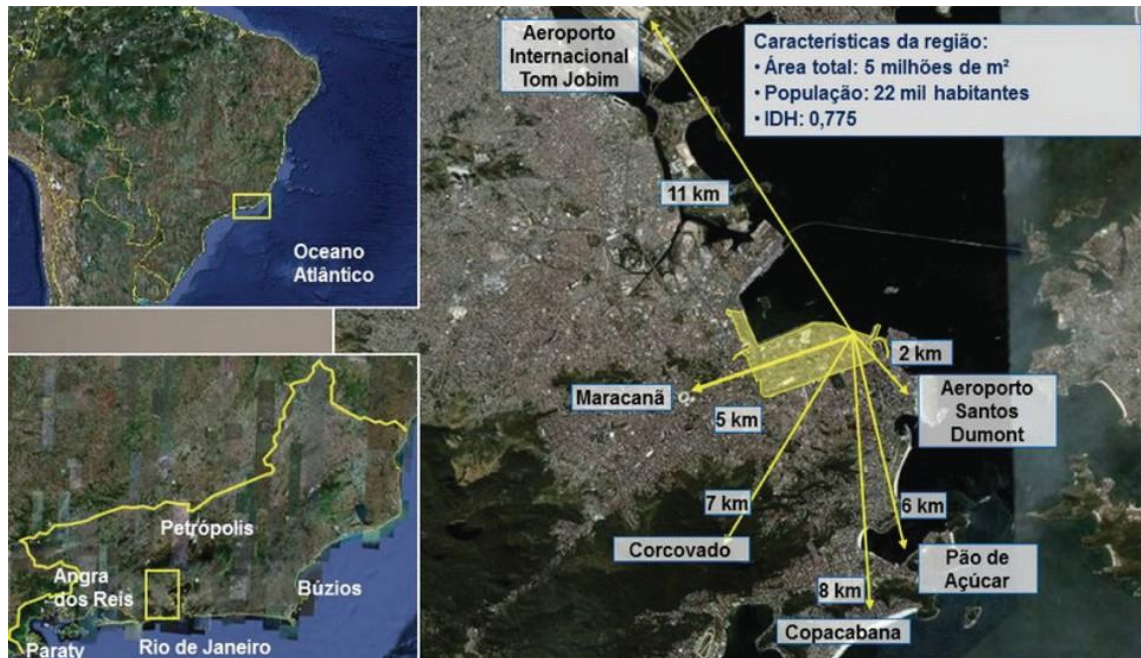 Oceano
Atlântico
Petrópolis
Angra
dos Reis
Búzios
Paraty
Rio de Janeiro
Aeroporto
Internacional
Tom Jobim
Características da região:
• Área total: 5 milhões de m²
• População: 22 mil habitantes
• IDH: 0,775
11 km
2 km
Maracanã
5 km
Aeroporto
Santos
Dumont
7 km
6 km
Corcovado
Pão de
Açúcar
8 km
Copacabana